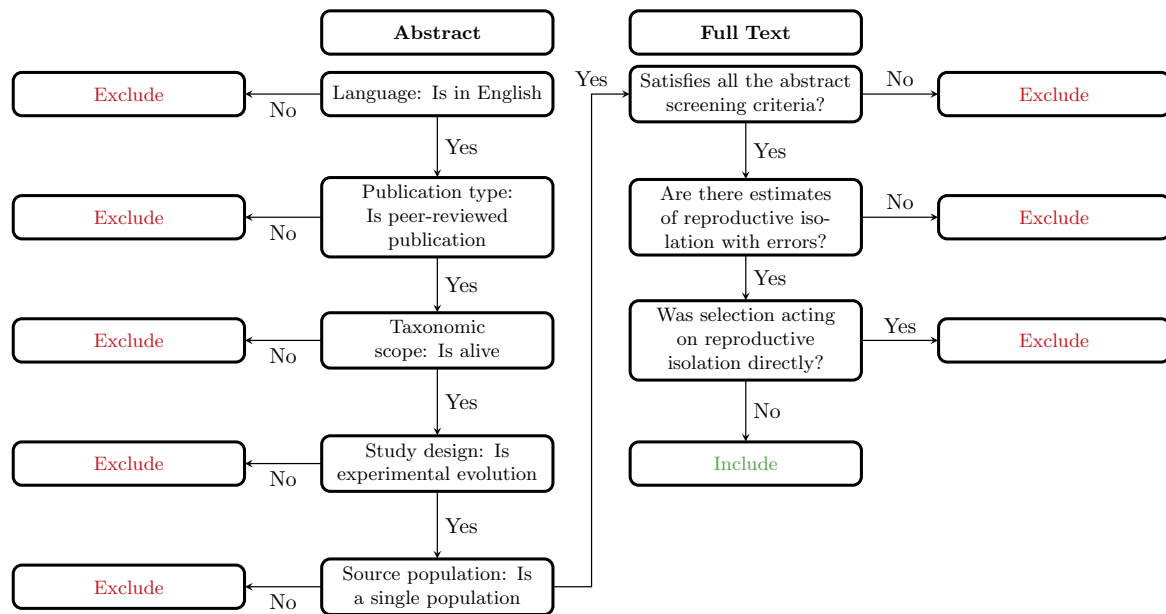 Abstract
Full Text
Exclude
No
Language: Is in English
Yes
Exclude
No
Publication type:
Is peer-reviewed
publication
Yes
Exclude
No
Taxonomic
scope: Is alive
Yes
Exclude
No
Study design: Is
experimental evolution
Yes
Exclude
No
Source population: Is
a single population
Yes
Satisfies all the abstract
screening criteria?
No
Exclude
Yes
Are there estimates
of reproductive iso-
lation with errors?
No
Exclude
Yes
Was selection acting
on reproductive
isolation directly?
Yes
Exclude
No
Include